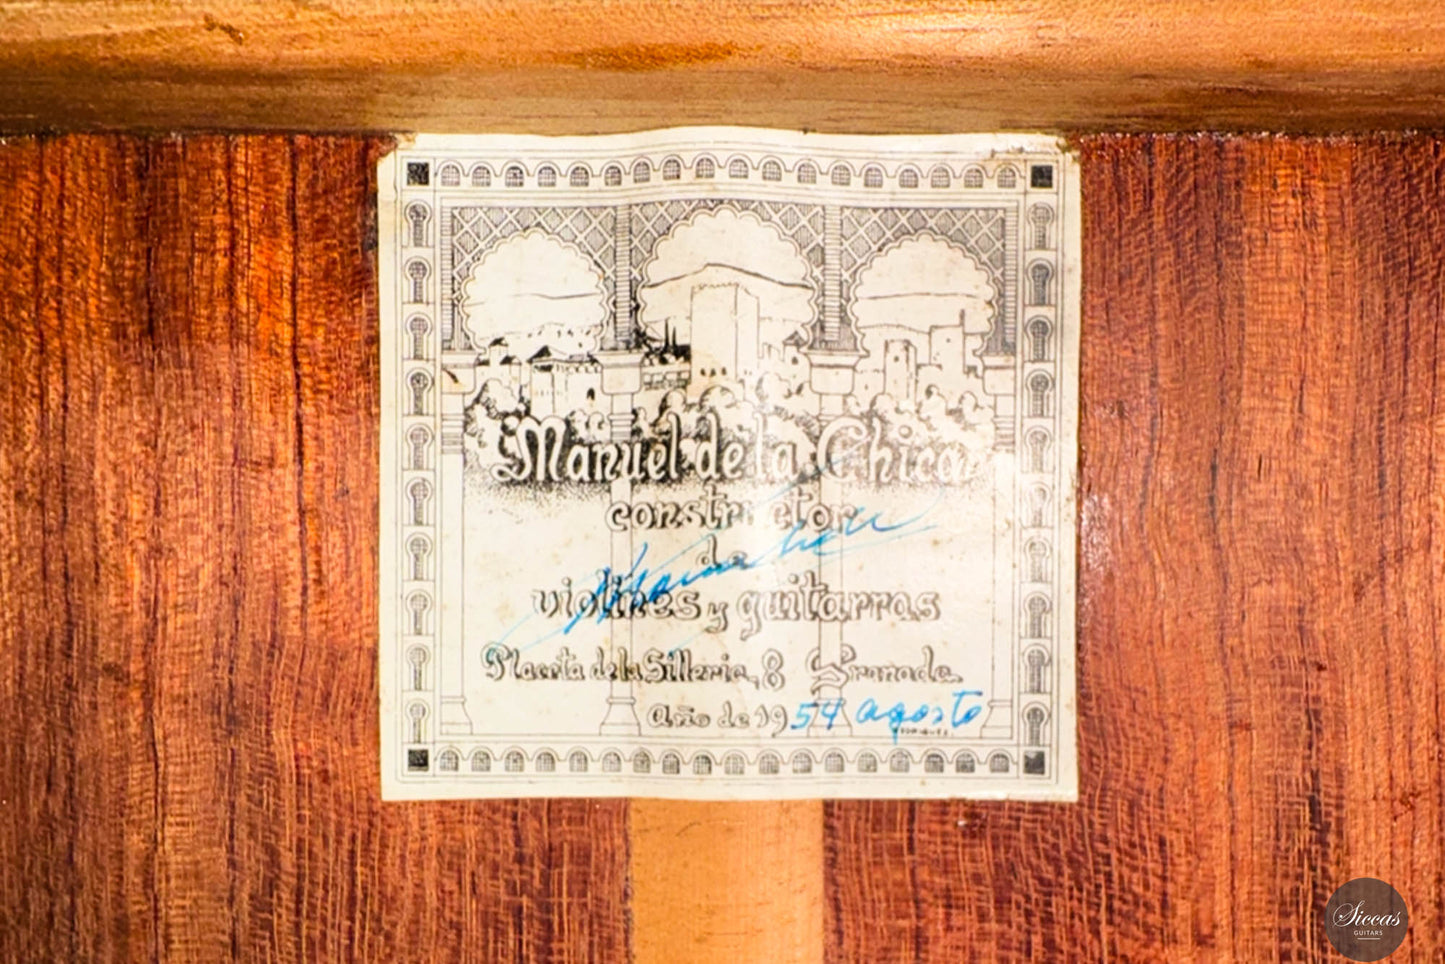 Manuel de la Chica
constructor
de
violines y guitarras
Placeta de la Silleria, 8 Granada
Año de 1954 agosto
Siccas
GUITARS